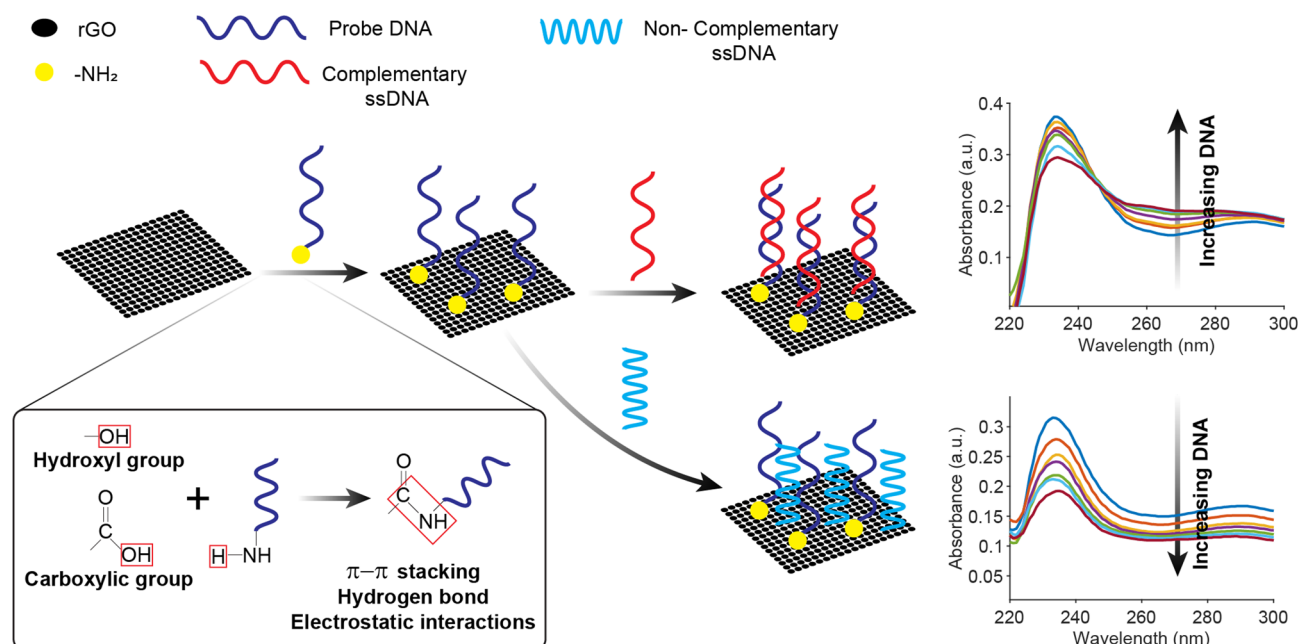 rGO
Probe DNA
Non- Complementary
ssDNA
-NH₂
Complementary
ssDNA
OH
Hydroxyl group
O
C
OH
Carboxylic group
+
H
NH
O
C
NH
π–π stacking
Hydrogen bond
Electrostatic interactions
0.4
0.3
0.2
0.1
Absorbance (a.u.)
Increasing DNA
220 240 260 280 300
Wavelength (nm)
0.3
0.25
0.2
0.15
0.1
0.05
Absorbance (a.u.)
Increasing DNA
220 240 260 280 300
Wavelength (nm)